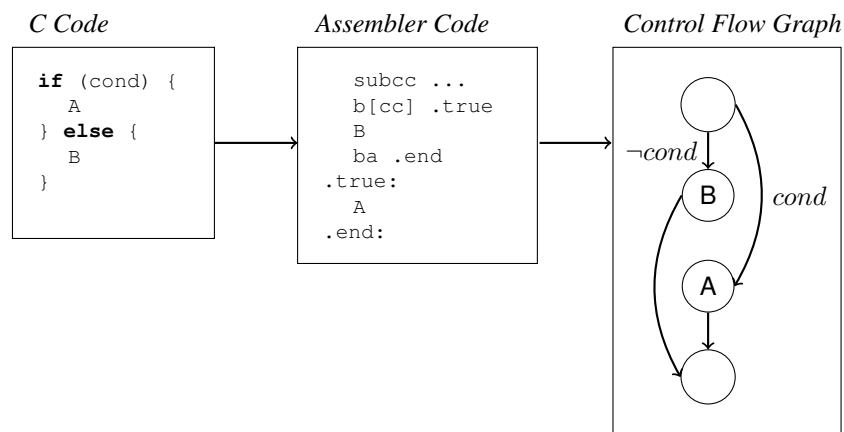 C Code
if (cond) {
A
} else {
B
}
Assembler Code
subcc ...
b[cc] .true
B
ba .end
.true:
A
.end:
Control Flow Graph
¬cond
B
cond
A